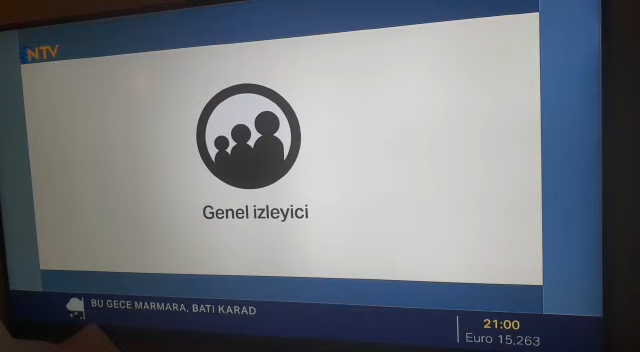 NTV
Genel izleyici
BU GECE MARMARA, BATI KARAD
21:00
Euro 15,263